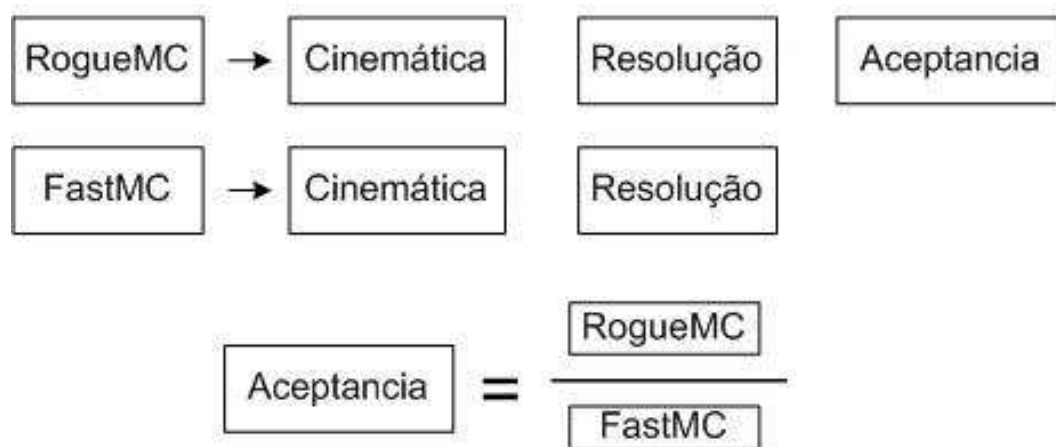 RogueMC → Cinemática Resolução Aceptancia
FastMC → Cinemática Resolução
RogueMC
Aceptancia =
FastMC